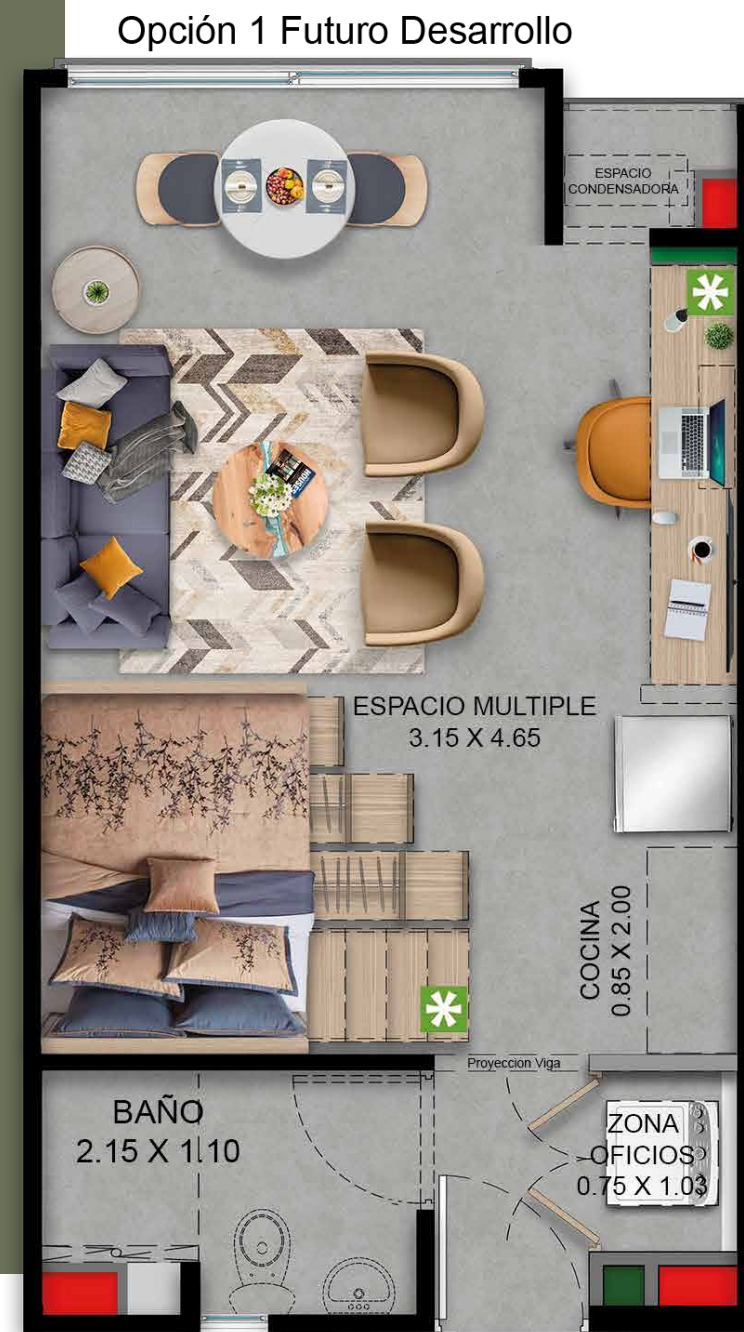 Opción 1 Futuro Desarrollo
ESPACIO
CONDENSADORA
HOUSES
ESPACIO MULTIPLE
3.15 X 4.65
COCINA
0.85 X 2.00
Proyeccion Viga
BAÑO
2.15 X 1.10
ZONA
OFICIOS
0.75 X 1.03